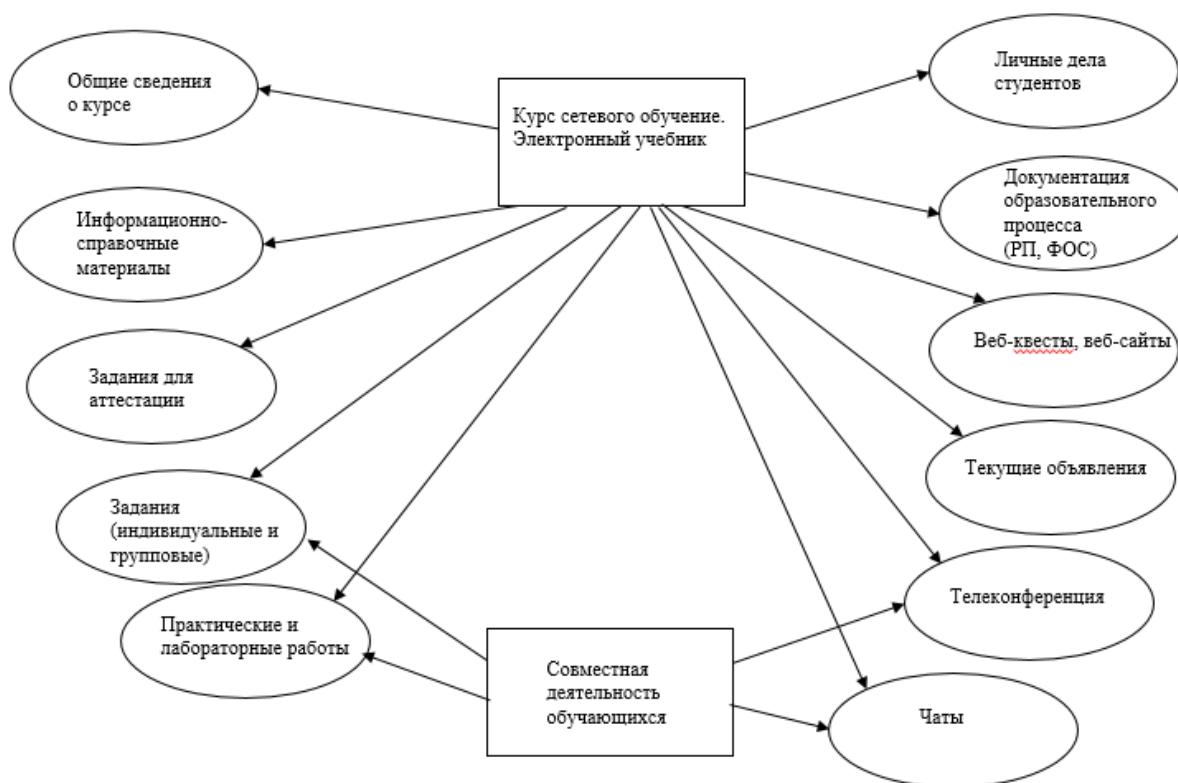 Общие сведения
о курсе
Курс сетевого обучение.
Электронный учебник
Личные дела
студентов
Информационно-
справочные
материалы
Документация
образовательного
процесса
(РП, ФОС)
Задания для
аттестации
Веб-квесты, веб-сайты
Задания
(индивидуальные и
групповые)
Текущие объявления
Практические и
лабораторные работы
Совместная
деятельность
обучающихся
Телеконференция
Чаты